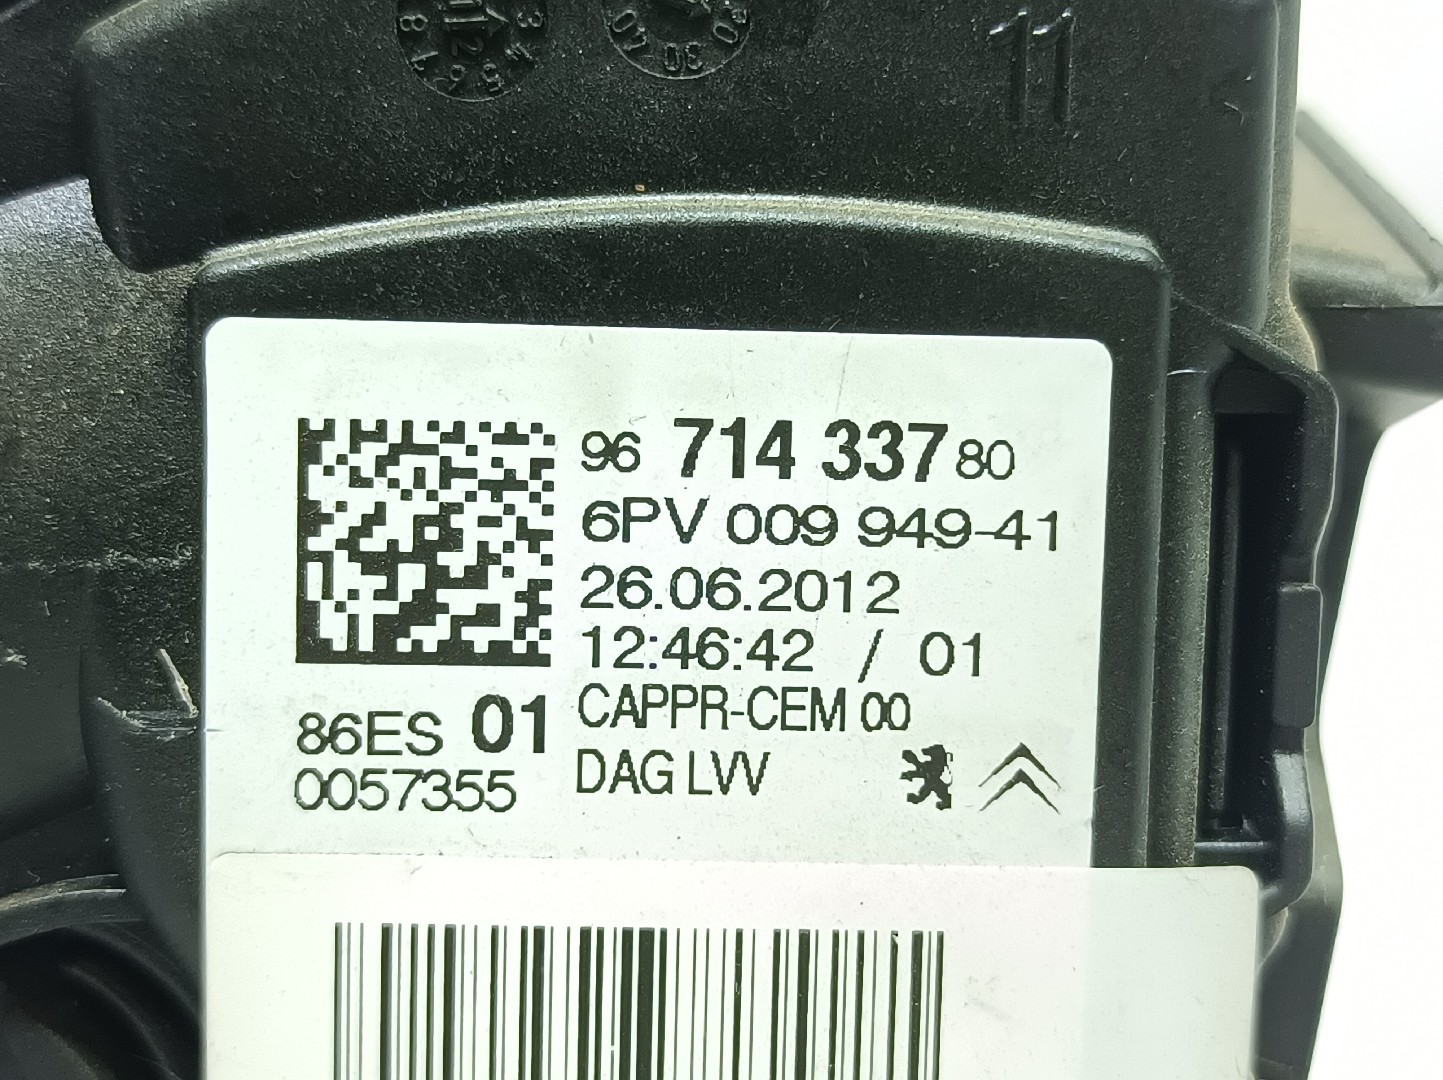 11
96 714 337 80
6PV 009 949-41
26.06.2012
12:46:42 / 01
86ES 01 CAPPR-CEM 00
0057355 DAG LVV